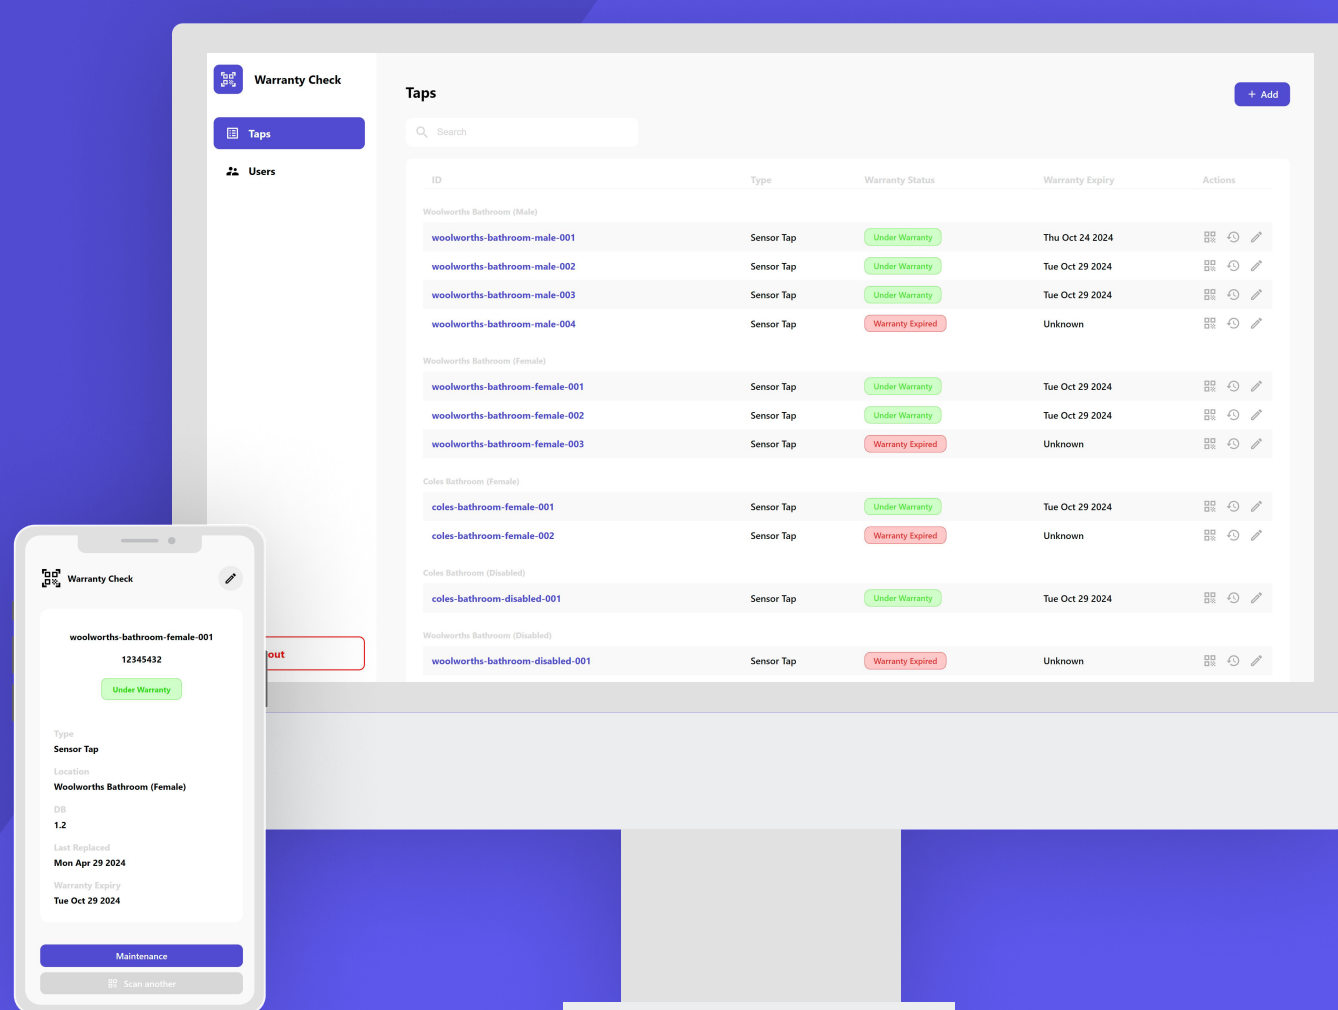 Warranty Check
Taps
Users
out
Taps
+ Add
Search
ID Type Warranty Status Warranty Expiry Actions
Woolworths Bathroom (Male)
woolworths-bathroom-male-001 Sensor Tap Under Warranty Thu Oct 24 2024
woolworths-bathroom-male-002 Sensor Tap Under Warranty Tue Oct 29 2024
woolworths-bathroom-male-003 Sensor Tap Under Warranty Tue Oct 29 2024
woolworths-bathroom-male-004 Sensor Tap Warranty Expired Unknown
Woolworths Bathroom (Female)
woolworths-bathroom-female-001 Sensor Tap Under Warranty Tue Oct 29 2024
woolworths-bathroom-female-002 Sensor Tap Under Warranty Tue Oct 29 2024
woolworths-bathroom-female-003 Sensor Tap Warranty Expired Unknown
Coles Bathroom (Female)
coles-bathroom-female-001 Sensor Tap Under Warranty Tue Oct 29 2024
coles-bathroom-female-002 Sensor Tap Warranty Expired Unknown
Coles Bathroom (Disabled)
coles-bathroom-disabled-001 Sensor Tap Under Warranty Tue Oct 29 2024
Woolworths Bathroom (Disabled)
woolworths-bathroom-disabled-001 Sensor Tap Warranty Expired Unknown
Warranty Check
woolworths-bathroom-female-001
12345432
Under Warranty
Type
Sensor Tap
Location
Woolworths Bathroom (Female)
DB
1.2
Last Replaced
Mon Apr 29 2024
Warranty Expiry
Tue Oct 29 2024
Maintenance
Scan another